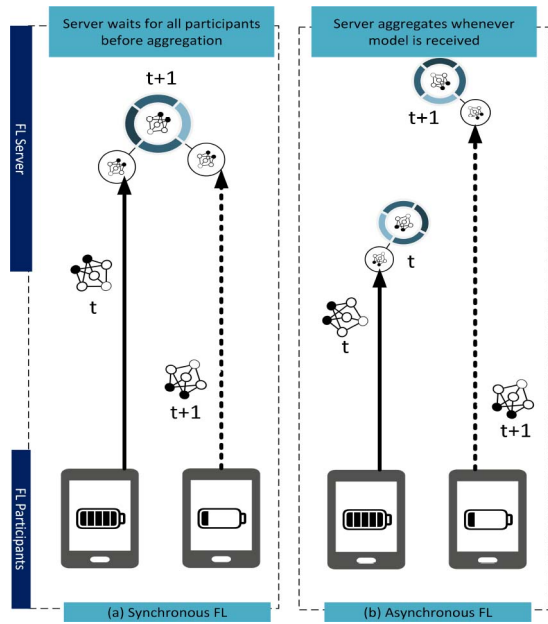 Server waits for all participants
before aggregation
Server aggregates whenever
model is received
t+1
t+1
t
t
t
t+1
t+1
FL Server
FL Participants
(a) Synchronous FL
(b) Asynchronous FL